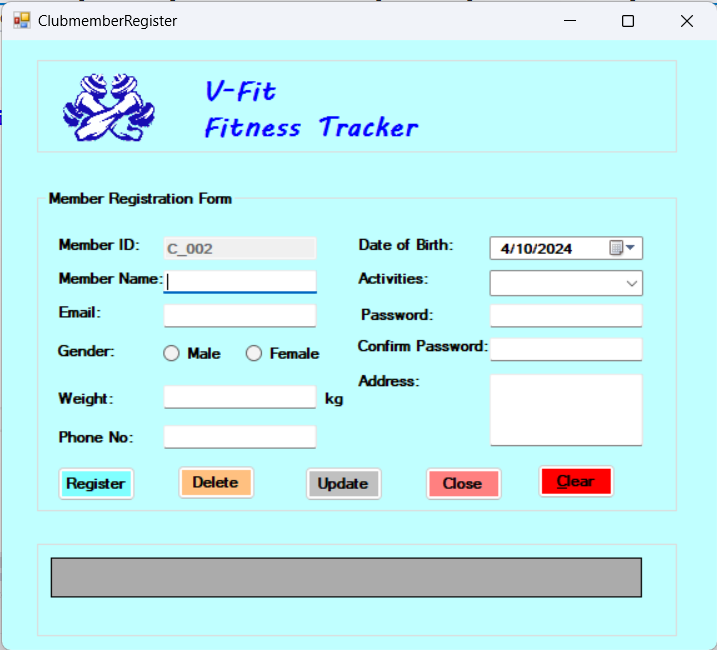 ClubmemberRegister
V-Fit
Fitness Tracker
Member Registration Form
Member ID: C_002 Date of Birth: 4/10/2024
Member Name: Activities:
Email: Password:
Gender: Male Female Confirm Password:
Address:
Weight: kg
Phone No:
Register Delete Update Close Clear